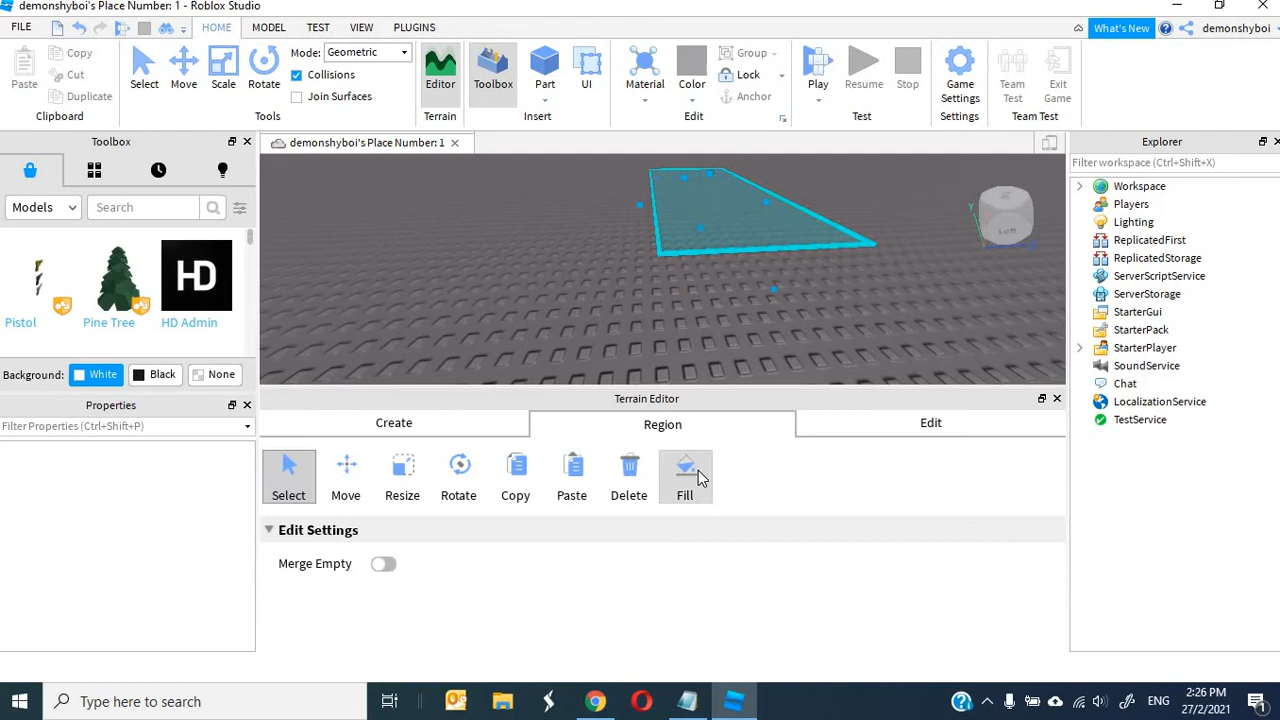 demonshyboi's Place Number: 1 - Roblox Studio
FILE HOME MODEL TEST VIEW PLUGINS What's New demonshyboi
Paste Copy Cut Duplicate Clipboard
Select Move Scale Rotate Mode: Geometric Collisions Join Surfaces Tools
Editor Terrain
Toolbox Part UI Insert
Material Color Group Lock Anchor Edit
Play Resume Stop Test
Game Settings Settings
Team Test Exit Game Team Test
Toolbox
Models Search
Pistol Pine Tree HD HD Admin
Background: White Black None
Properties
Filter Properties (Ctrl+Shift+P)
demonshyboi's Place Number: 1
Y
Left
Terrain Editor
Create Region Edit
Select Move Resize Rotate Copy Paste Delete Fill
Edit Settings
Merge Empty
Explorer
Filter workspace (Ctrl+Shift+X)
Workspace
Players
Lighting
ReplicatedFirst
ReplicatedStorage
ServerScriptService
ServerStorage
StarterGui
StarterPack
StarterPlayer
SoundService
Chat
LocalizationService
TestService
Type here to search
ENG
2:26 PM
27/2/2021
1